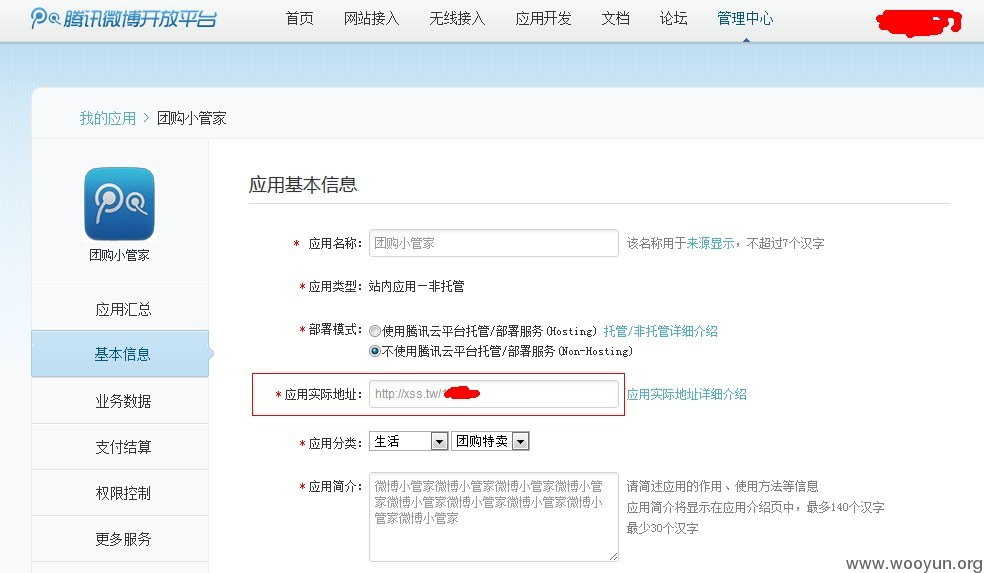 腾讯微博开放平台 首页 网站接入 无线接入 应用开发 文档 论坛 管理中心
我的应用 > 团购小管家
团购小管家
应用汇总
基本信息
业务数据
支付结算
权限控制
更多服务
应用基本信息
* 应用名称: 团购小管家 该名称用于来源显示，不超过7个汉字
* 应用类型: 站内应用—非托管
* 部署模式: 使用腾讯云平台托管/部署服务(Hosting) 托管/非托管详细介绍
不使用腾讯云平台托管/部署服务(Non-Hosting)
* 应用实际地址: http://xss.tw/ 应用实际地址详细介绍
* 应用分类: 生活 团购特卖
* 应用简介: 微博小管家微博小管家微博小管家微博小管 请简述应用的作用、使用方法等信息
家微博小管家微博小管家微博小管家微博小 应用简介将显示在应用介绍页中，最多140个汉字
管家微博小管家 最少30个汉字
www.wooyun.org